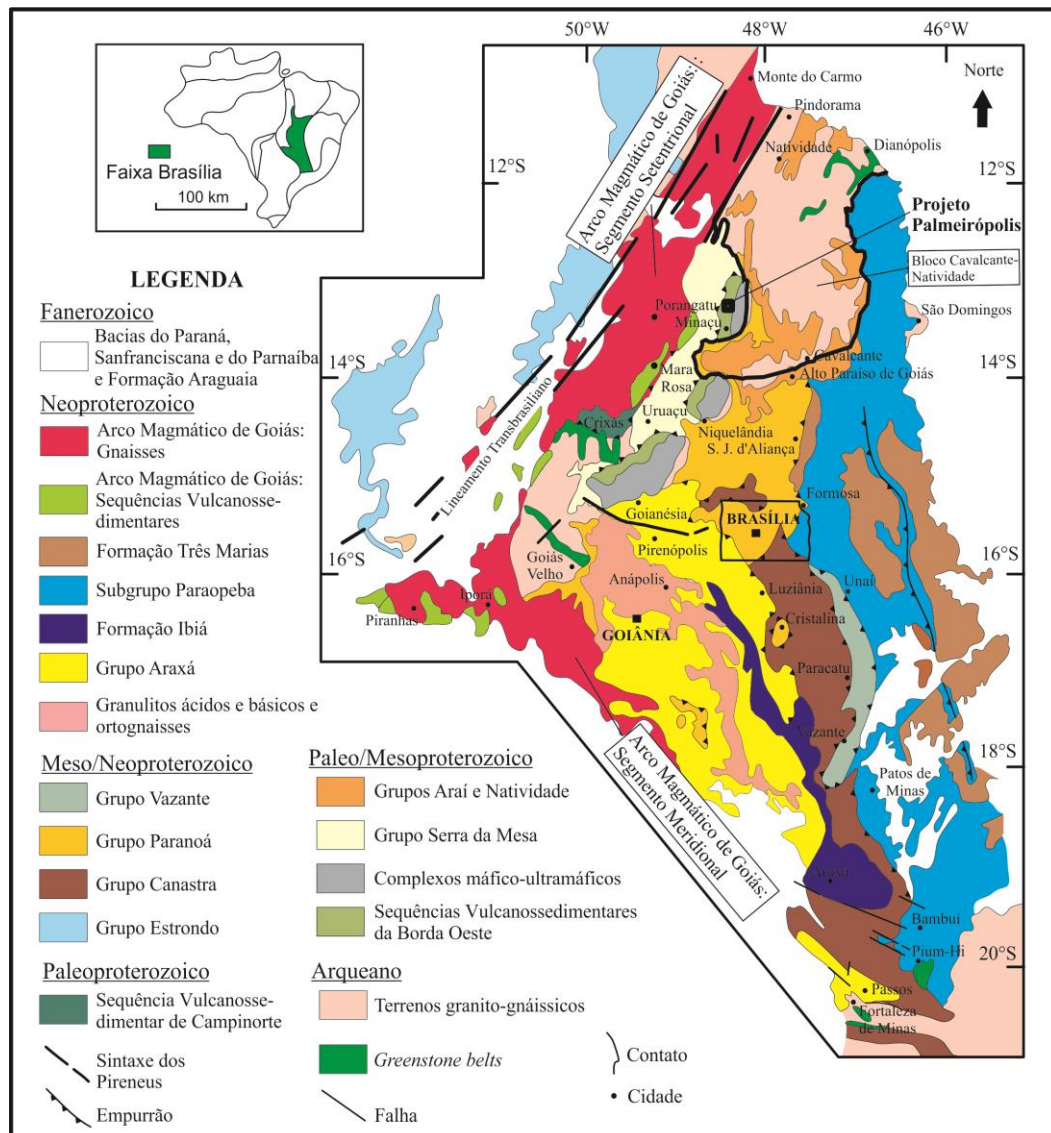 50°W
48°W
46°W
Norte
Faixa Brasília
100 km
12°S
14°S
16°S
18°S
20°S
Monte do Carmo
Pindorama
Natividade
Dianópolis
Arco Magmático de Goiás:
Segmento Setentrional
Projeto
Palmeirópolis
Bloco Cavalcante-
Natividade
Porangatu
Minaçu
São Domingos
Cavalcante
Alto Paraíso de Goiás
Mara
Rosa
Lineamento Transbrasiliano
Crixás
Uruaçu
Niquelândia
S. J. d'Aliança
Goianésia
Formosa
BRASÍLIA
Pirenópolis
Goiás
Velho
Anápolis
Luziânia
Unaí
Iporá
Piranhas
GOIÂNIA
Cristalina
Paracatu
Vazante
Patos de
Minas
Arco Magmático de Goiás:
Segmento Meridional
Araxá
Bambuí
Pium-Hi
Passos
Fortaleza
de Minas
LEGENDA
Fanerozoico
Bacias do Paraná,
Sanfranciscana e do Parnaíba
e Formação Araguaia
Neoproterozoico
Arco Magmático de Goiás:
Gnaisses
Arco Magmático de Goiás:
Sequências Vulcanosse-
dimentares
Formação Três Marias
Subgrupo Paraopeba
Formação Ibiá
Grupo Araxá
Granulitos ácidos e básicos e
ortognaisses
Meso/Neoproterozoico
Grupo Vazante
Grupo Paranoá
Grupo Canastra
Grupo Estrondo
Paleoproterozoico
Sequência Vulcanosse-
dimentar de Campinorte
Sintaxe dos
Pireneus
Empurrão
Paleo/Mesoproterozoico
Grupos Araí e Natividade
Grupo Serra da Mesa
Complexos máfico-ultramáficos
Sequências Vulcanossedimentares
da Borda Oeste
Arqueano
Terrenos granito-gnáissicos
Greenstone belts
Falha
Contato
Cidade